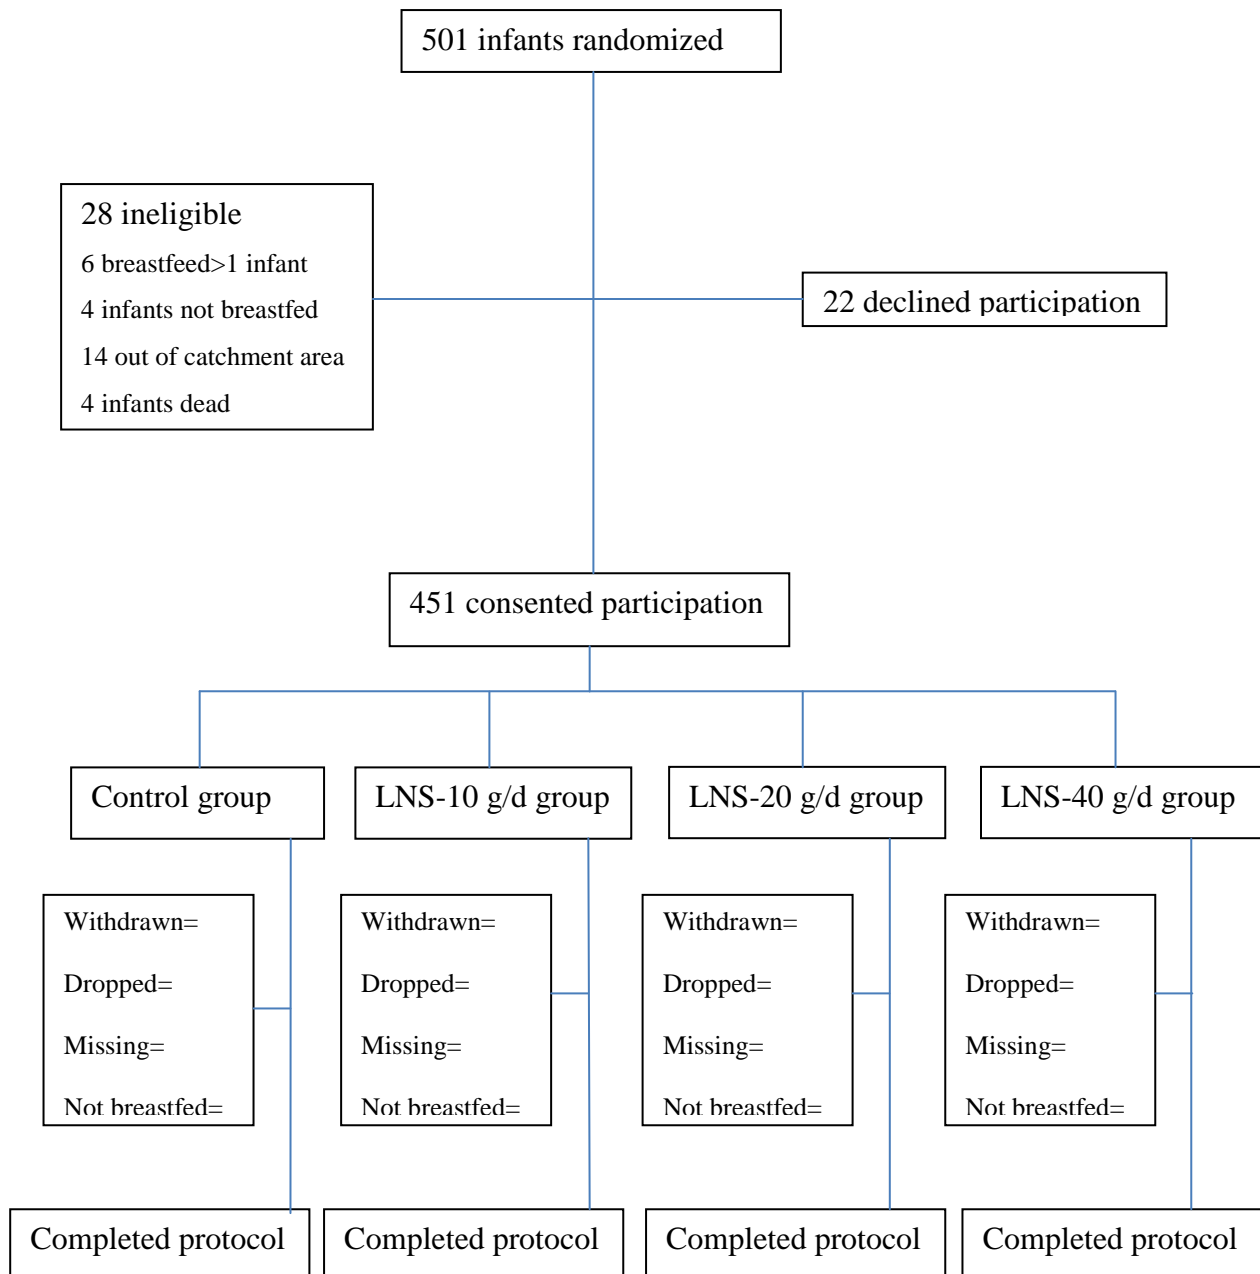 501 infants randomized
28 ineligible
6 breastfeed>1 infant
4 infants not breastfed
14 out of catchment area
4 infants dead
22 declined participation
451 consented participation
Control group
LNS-10 g/d group
LNS-20 g/d group
LNS-40 g/d group
Withdrawn=
Dropped=
Missing=
Not breastfed=
Withdrawn=
Dropped=
Missing=
Not breastfed=
Withdrawn=
Dropped=
Missing=
Not breastfed=
Withdrawn=
Dropped=
Missing=
Not breastfed=
Completed protocol
Completed protocol
Completed protocol
Completed protocol